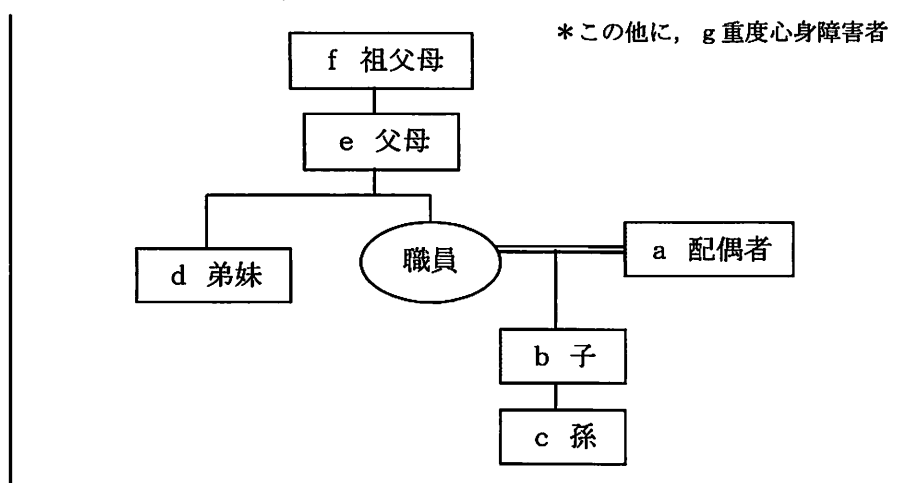 ＊この他に，ｇ重度心身障害者
ｆ 祖父母
ｅ 父母
職員
ａ 配偶者
ｄ 弟妹
ｂ 子
ｃ 孫